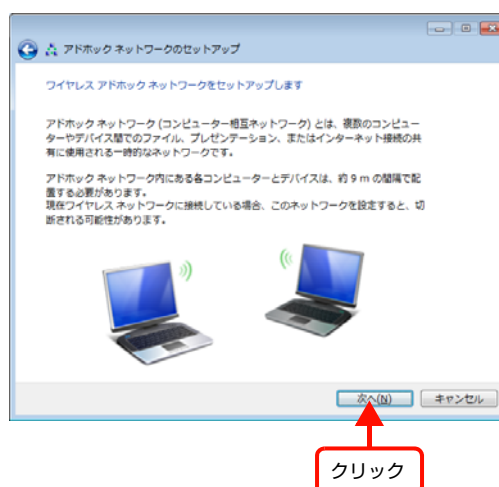 アドホック ネットワークのセットアップ
ワイヤレス アドホック ネットワークをセットアップします
アドホック ネットワーク (コンピューター相互ネットワーク) とは、複数のコンピュー
ターやデバイス間でのファイル、プレゼンテーション、またはインターネット接続の共
有に使用される一時的なネットワークです。
アドホック ネットワーク内にある各コンピューターとデバイスは、約 9 m の間隔で配
置する必要があります。
現在ワイヤレス ネットワークに接続している場合、このネットワークを設定すると、切
断される可能性があります。
次へ(N) キャンセル
クリック